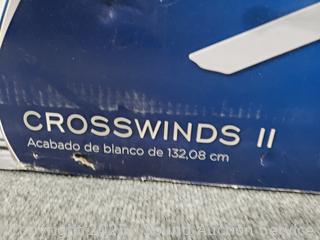 CROSSWINDS II
Acabado de blanco de 132,08 cm